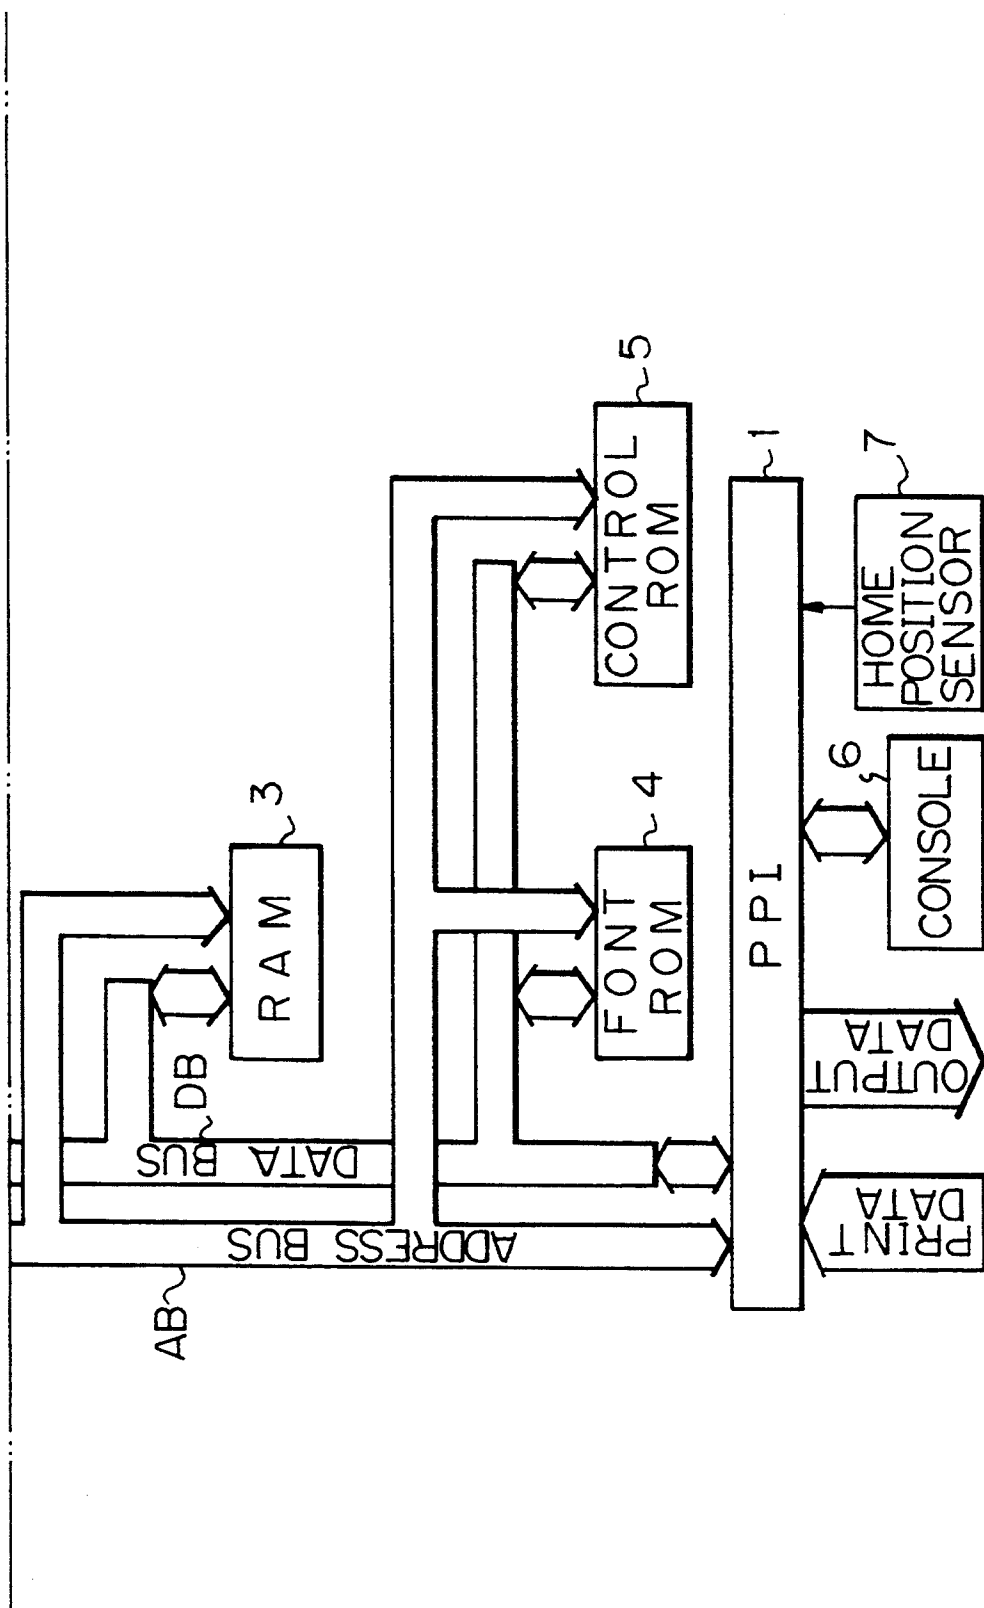 3
RAM
DB
DATA BUS
ADDRESS BUS
AB
5
CONTROL
ROM
4
FONT
ROM
1
PPI
7
HOME
POSITION
SENSOR
6
CONSOLE
OUTPUT
DATA
PRINT
DATA